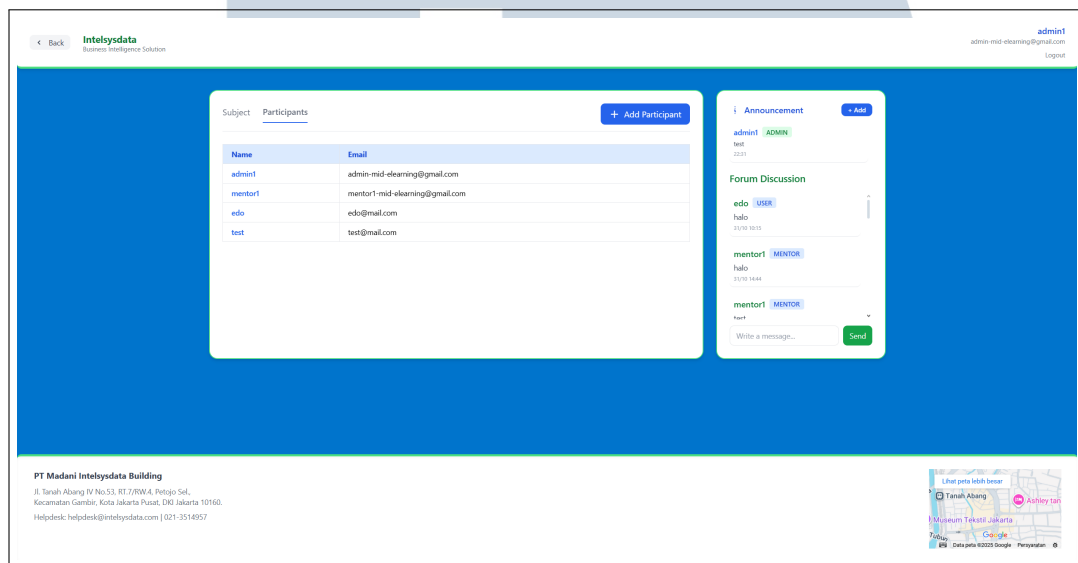 Back
Intelsysdata
Business Intelligence Solution
admin1
admin-mid-elearning@gmail.com
Logout
Subject Participants
+ Add Participant
Name Email
admin1 admin-mid-elearning@gmail.com
mentor1 mentor1-mid-elearning@gmail.com
edo edo@mail.com
test test@mail.com
Announcement
+ Add
admin1 ADMIN
test
22:21
Forum Discussion
edo USER
halo
31/10 10:15
mentor1 MENTOR
halo
31/10 14:44
mentor1 MENTOR
test
Write a message...
Send
PT Madani Intelsysdata Building
Jl. Tanah Abang IV No.53, RT.7/RW.4, Petojo Sel.,
Kecamatan Gambir, Kota Jakarta Pusat, DKI Jakarta 10160.
Helpdesk: helpdesk@intelsysdata.com | 021-3514957
Lihat peta lebih besar
Tanah Abang
Ashley tan
Museum Tekstil Jakarta
Google
Data peta ©2025 Google Persyaratan